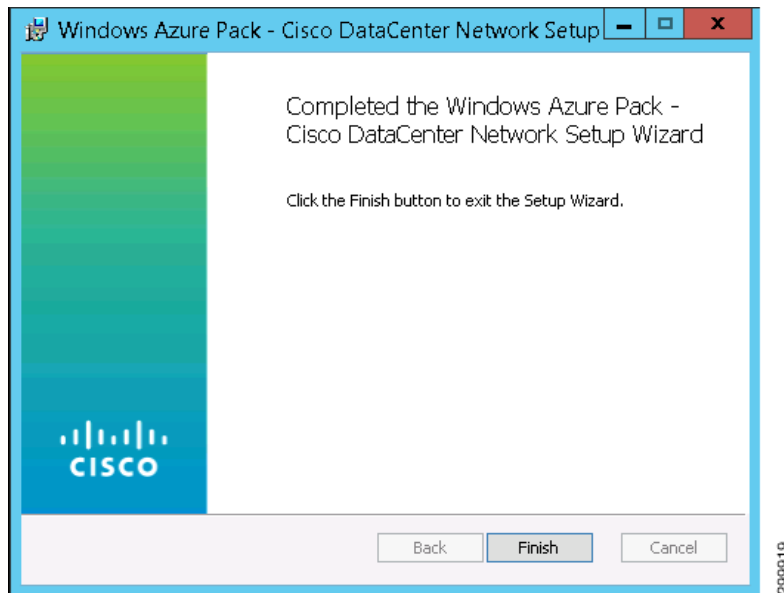 Windows Azure Pack - Cisco DataCenter Network Setup
Completed the Windows Azure Pack -
Cisco DataCenter Network Setup Wizard
Click the Finish button to exit the Setup Wizard.
CISCO
Back
Finish
Cancel